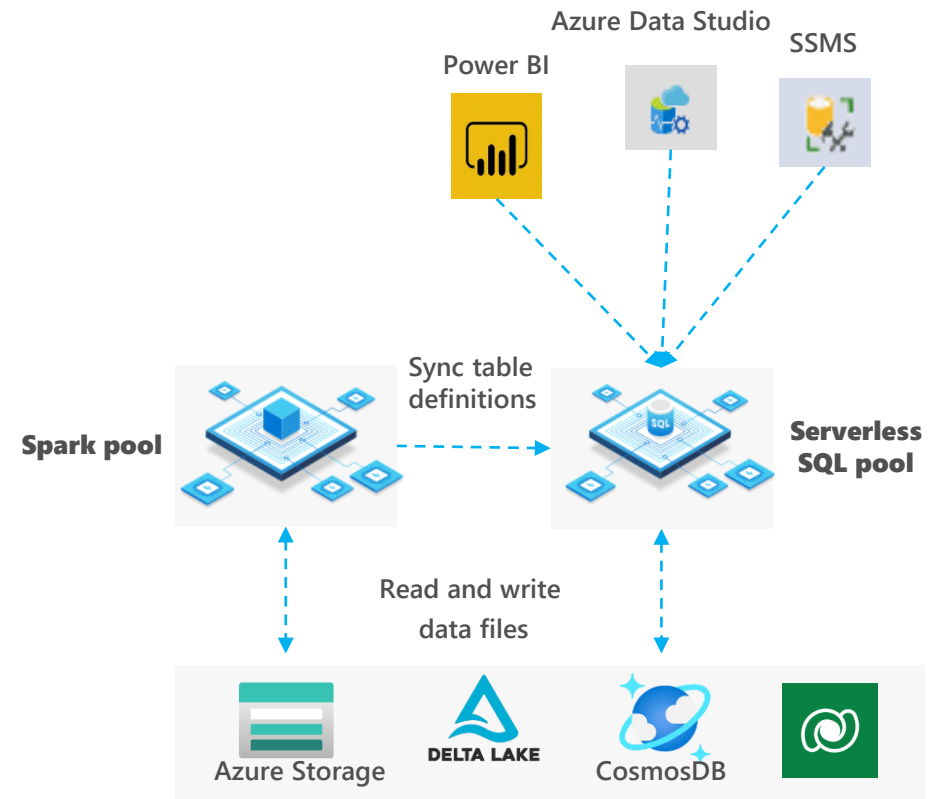 Azure Data Studio
SSMS
Power BI
Sync table
definitions
Spark pool
SQL
Serverless
SQL pool
Read and write
data files
DELTA LAKE
Azure Storage
CosmosDB